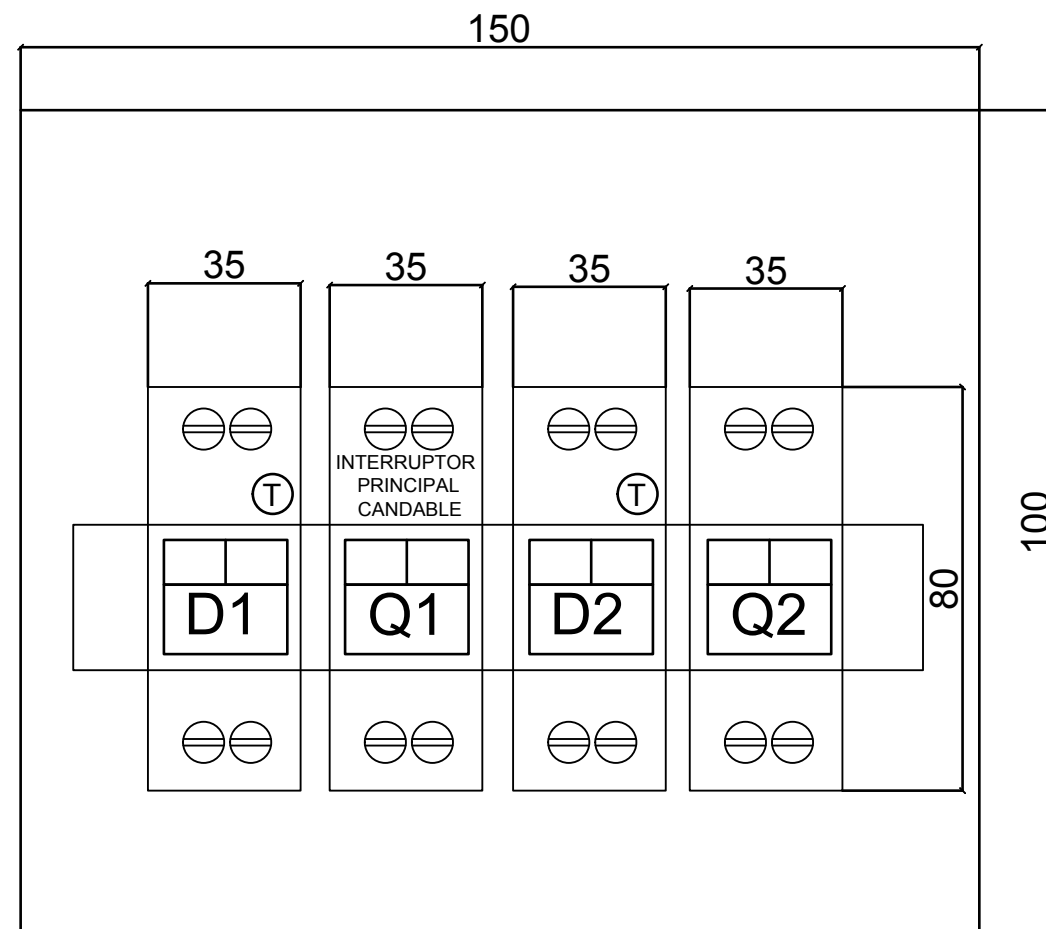 150
35
35
35
35
INTERRUPTOR
PRINCIPAL
CANDABLE
T
T
100
80
D1
Q1
D2
Q2